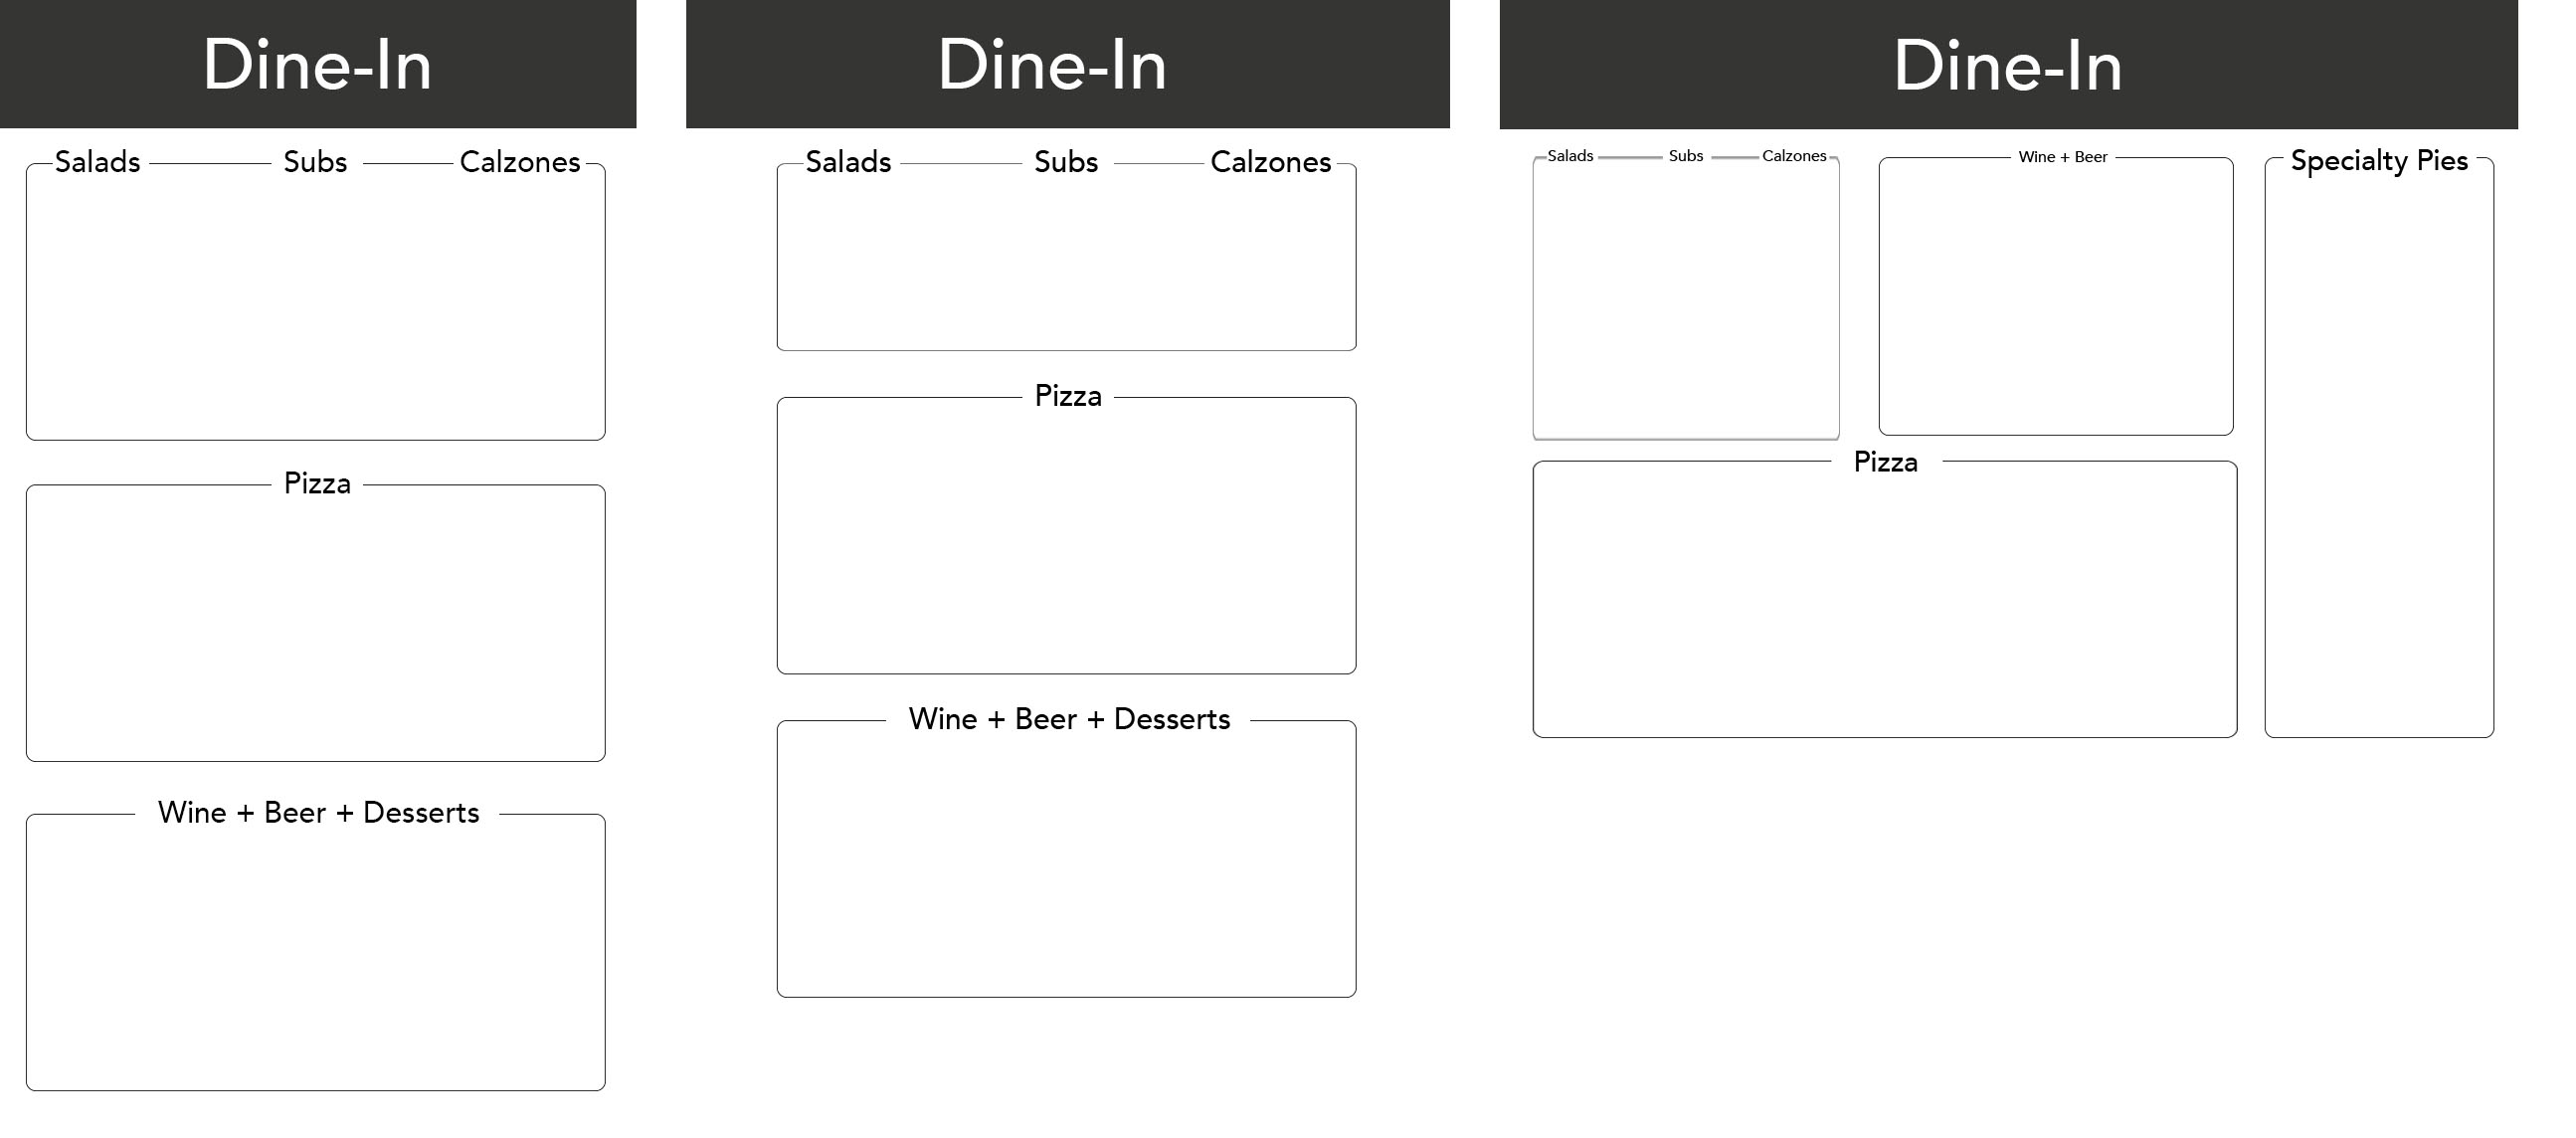 Dine-In
Salads Subs Calzones
Pizza
Wine + Beer + Desserts
Dine-In
Salads Subs Calzones
Pizza
Wine + Beer + Desserts
Dine-In
Salads Subs Calzones
Wine + Beer
Specialty Pies
Pizza